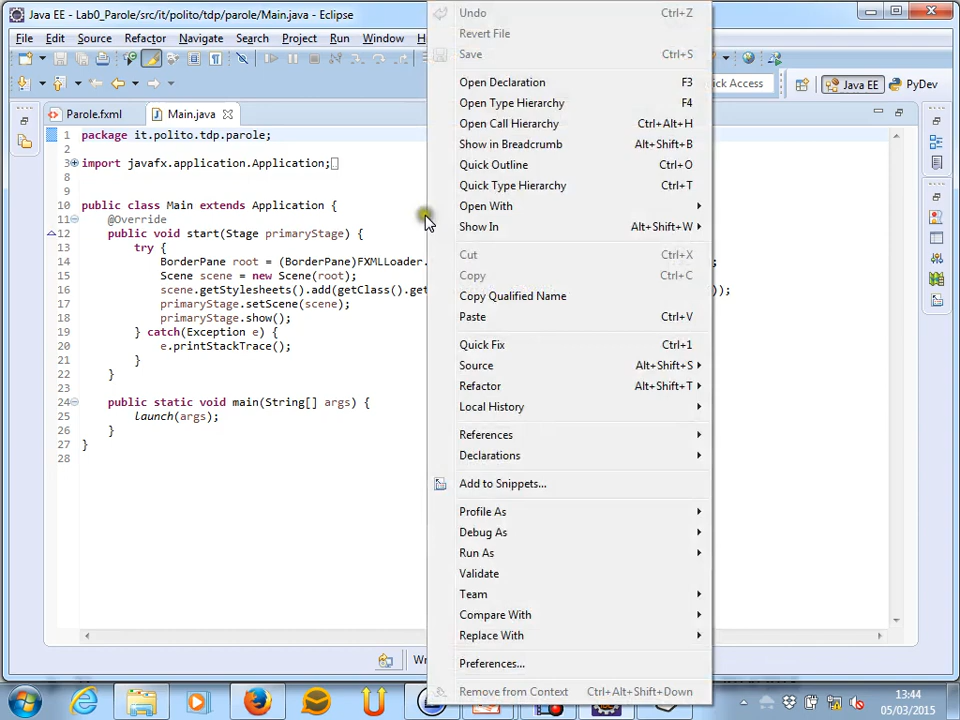 Java EE - Lab0_Parole/src/it/polito/tdp/parole/Main.java - Eclipse
File Edit Source Refactor Navigate Search Project Run Window H
ck Access
Java EE
PyDev
Parole.fxml
Main.java
1 package it.polito.tdp.parole;
2
3 import javafx.application.Application;
8
9
10 public class Main extends Application {
11 @Override
12 public void start(Stage primaryStage) {
13 try {
14 BorderPane root = (BorderPane)FXMLLoader.
15 Scene scene = new Scene(root);
16 scene.getStylesheets().add(getClass().get ));
17 primaryStage.setScene(scene);
18 primaryStage.show();
19 } catch(Exception e) {
20 e.printStackTrace();
21 }
22 }
23
24 public static void main(String[] args) {
25 launch(args);
26 }
27 }
28
Undo Ctrl+Z
Revert File
Save Ctrl+S
Open Declaration F3
Open Type Hierarchy F4
Open Call Hierarchy Ctrl+Alt+H
Show in Breadcrumb Alt+Shift+B
Quick Outline Ctrl+O
Quick Type Hierarchy Ctrl+T
Open With
Show In Alt+Shift+W
Cut Ctrl+X
Copy Ctrl+C
Copy Qualified Name
Paste Ctrl+V
Quick Fix Ctrl+1
Source Alt+Shift+S
Refactor Alt+Shift+T
Local History
References
Declarations
Add to Snippets...
Profile As
Debug As
Run As
Validate
Team
Compare With
Replace With
Preferences...
Remove from Context Ctrl+Alt+Shift+Down
Wr
13:44
05/03/2015